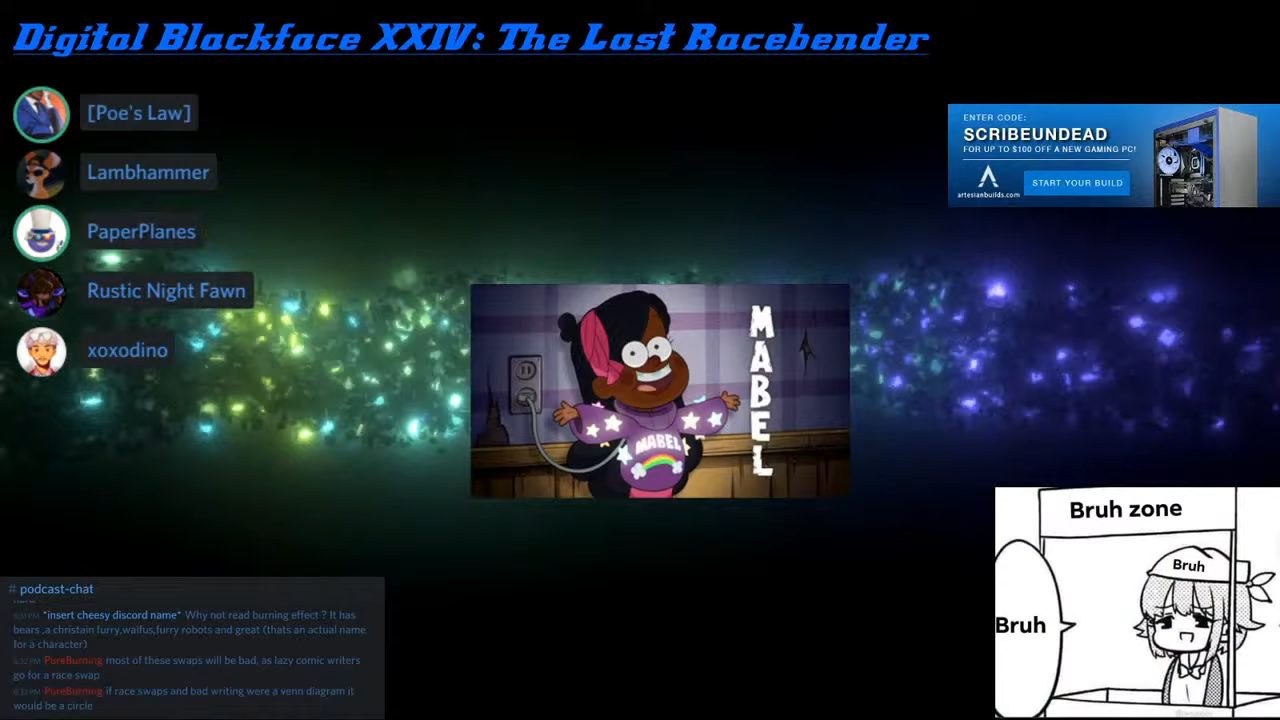 Digital Blackface XXIV: The Last Racebender
[Poe's Law]
Lambhammer
PaperPlanes
Rustic Night Fawn
xoxodino
ENTER CODE:
SCRIBEUNDEAD
FOR UP TO $100 OFF A NEW GAMING PC!
artesianbuilds.com
START YOUR BUILD
MABEL
MABEL
Bruh zone
Bruh
Bruh
# podcast-chat
*insert cheesy discord name* Why not read burning effect ? It has
bears ,a christain furry,waifus,furry robots and great (thats an actual name
for a character)
6:32 PM PureBurning most of these swaps will be bad, as lazy comic writers
go for a race swap
PureBurning if race swaps and bad writing were a venn diagram it
would be a circle